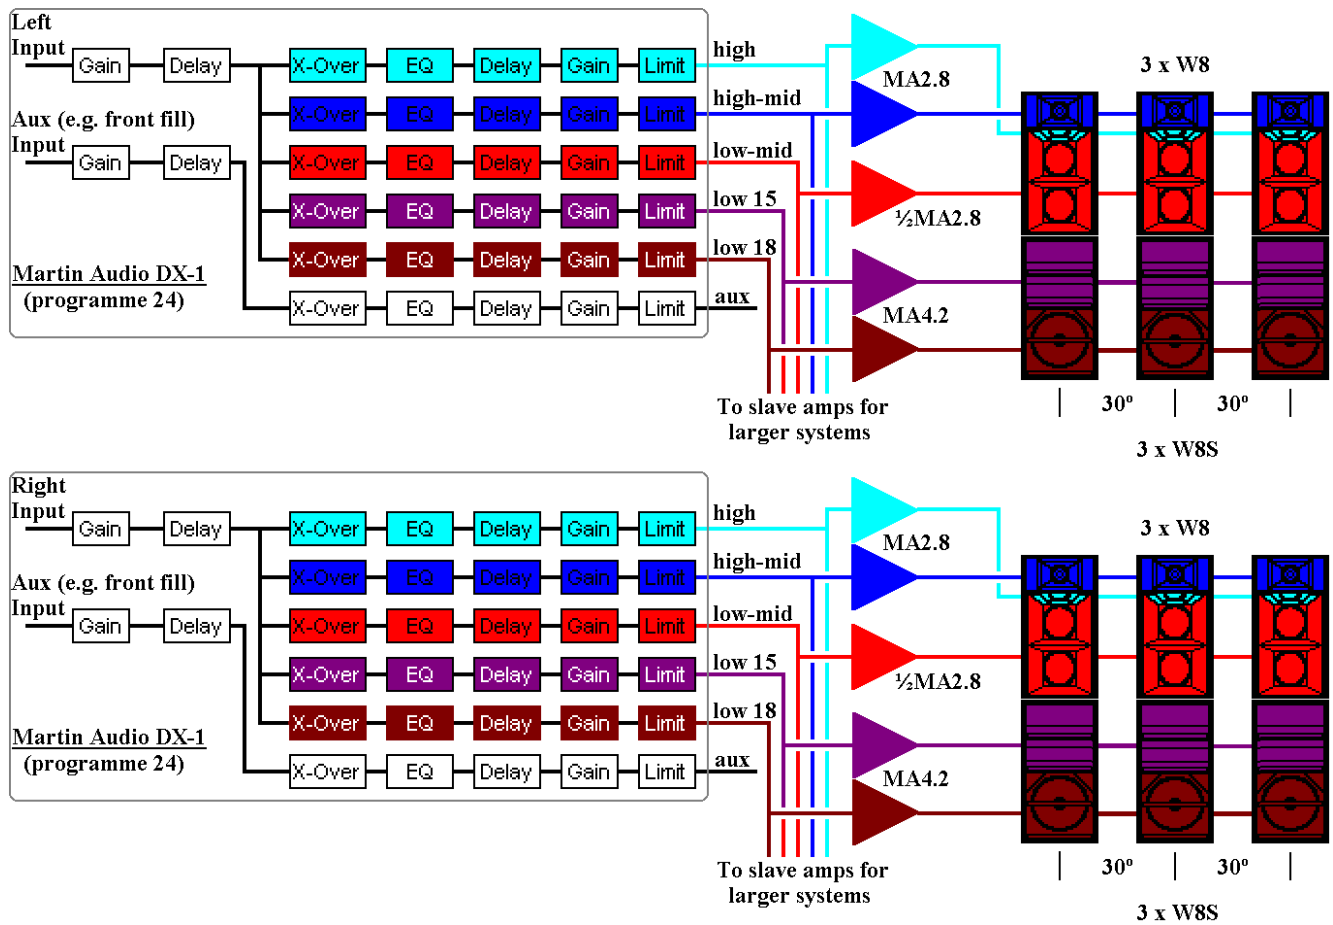 Left
Input
Gain Delay X-Over EQ Delay Gain Limit high
X-Over EQ Delay Gain Limit high-mid
Aux (e.g. front fill)
Input
Gain Delay X-Over EQ Delay Gain Limit low-mid
X-Over EQ Delay Gain Limit low 15
X-Over EQ Delay Gain Limit low 18
Martin Audio DX-1
(programme 24)
X-Over EQ Delay Gain Limit aux
MA2.8
½MA2.8
MA4.2
To slave amps for
larger systems
3 x W8
30º 30º
3 x W8S
Right
Input
Gain Delay X-Over EQ Delay Gain Limit high
X-Over EQ Delay Gain Limit high-mid
Aux (e.g. front fill)
Input
Gain Delay X-Over EQ Delay Gain Limit low-mid
X-Over EQ Delay Gain Limit low 15
X-Over EQ Delay Gain Limit low 18
Martin Audio DX-1
(programme 24)
X-Over EQ Delay Gain Limit aux
MA2.8
½MA2.8
MA4.2
To slave amps for
larger systems
3 x W8
30º 30º
3 x W8S